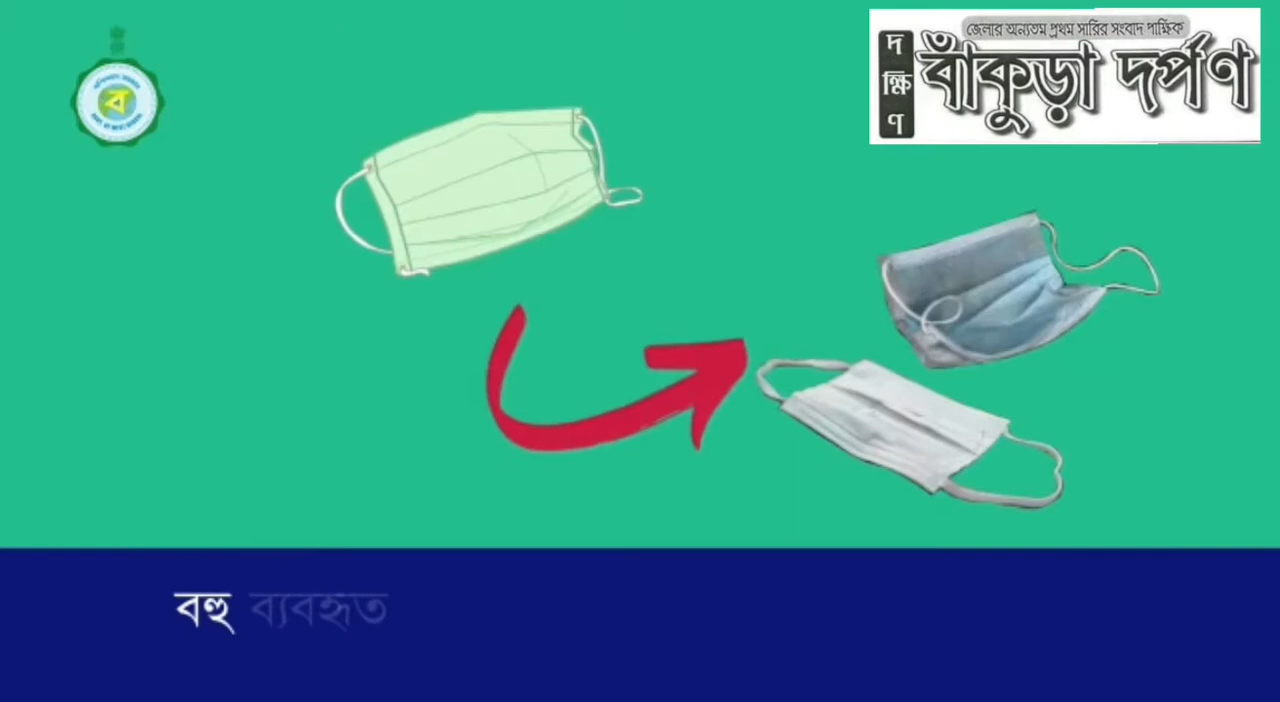 জেলার অন্যতম প্রথম সারির সংবাদ পাক্ষিক
দক্ষিণ
বাঁকুড়া দর্পণ
ব
বহু ব্যবহৃত